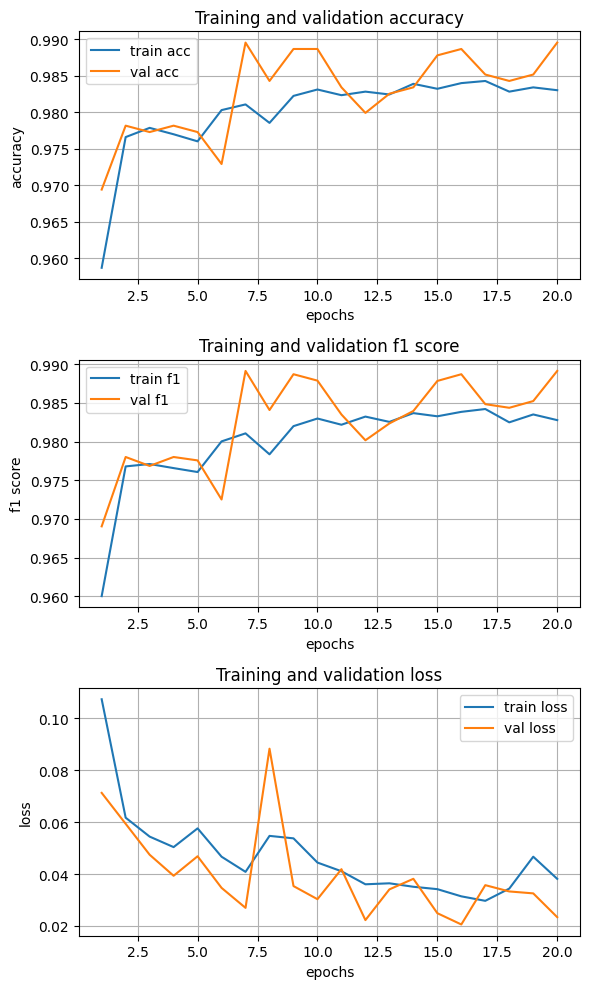 Training and validation accuracy
0.990
0.985
0.980
0.975
0.970
0.965
0.960
accuracy
train acc
val acc
2.5 5.0 7.5 10.0 12.5 15.0 17.5 20.0
epochs
Training and validation f1 score
0.990
0.985
0.980
0.975
0.970
0.965
0.960
f1 score
train f1
val f1
2.5 5.0 7.5 10.0 12.5 15.0 17.5 20.0
epochs
Training and validation loss
0.10
0.08
0.06
0.04
0.02
loss
train loss
val loss
2.5 5.0 7.5 10.0 12.5 15.0 17.5 20.0
epochs